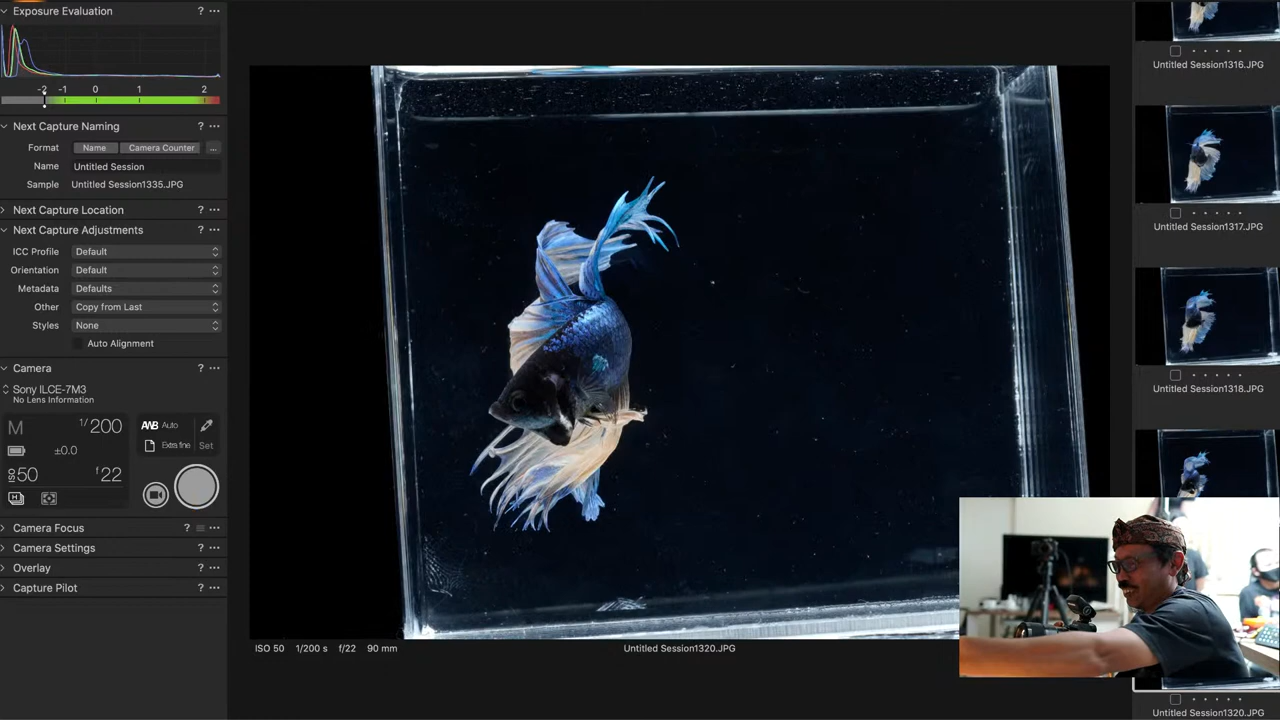 Exposure Evaluation ? ...
-2 -1 0 1 2
Next Capture Naming ? ...
Format Name Camera Counter ...
Name Untitled Session
Sample Untitled Session1335.JPG
Next Capture Location ? ...
Next Capture Adjustments ? ...
ICC Profile Default
Orientation Default
Metadata Defaults
Other Copy from Last
Styles None
Auto Alignment
Camera ? ...
Sony ILCE-7M3
No Lens Information
M 1/200
AWB Auto
±0.0
Extra fine Set
ISO 50 f22
Camera Focus ? ...
Camera Settings ? ...
Overlay ? ...
Capture Pilot ? ...
ISO 50 1/200 s f/22 90 mm
Untitled Session1320.JPG
Untitled Session1316.JPG
Untitled Session1317.JPG
Untitled Session1318.JPG
Untitled Session1320.JPG